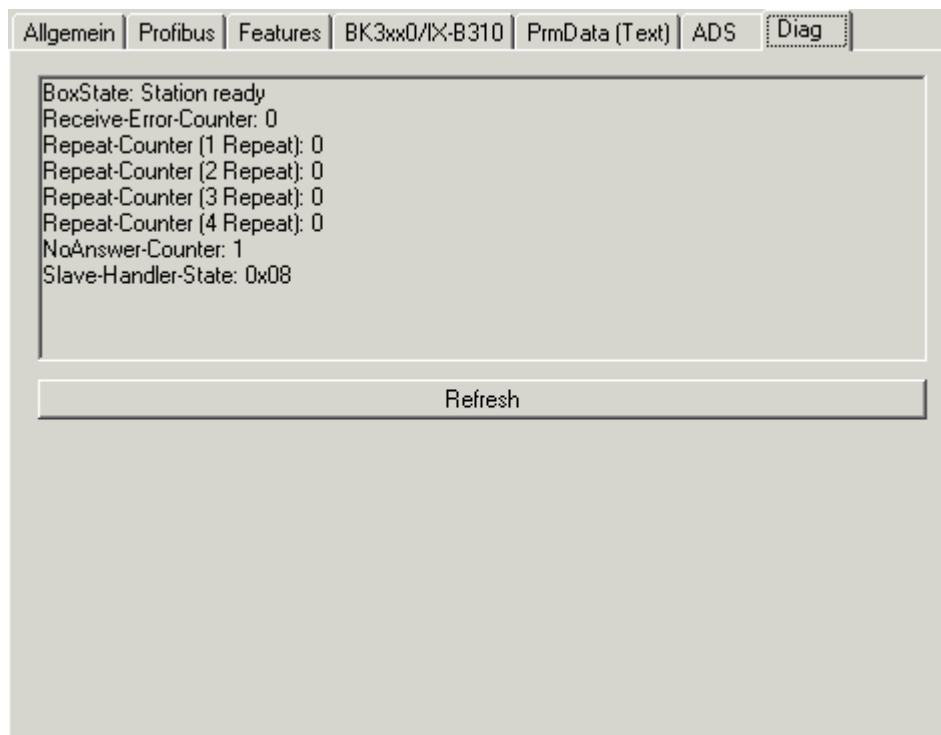 Allgemein Profibus Features BK3xx0/IX-B310 PrmData (Text) ADS Diag
BoxState: Station ready
Receive-Error-Counter: 0
Repeat-Counter (1 Repeat): 0
Repeat-Counter (2 Repeat): 0
Repeat-Counter (3 Repeat): 0
Repeat-Counter (4 Repeat): 0
NoAnswer-Counter: 1
Slave-Handler-State: 0x08
Refresh